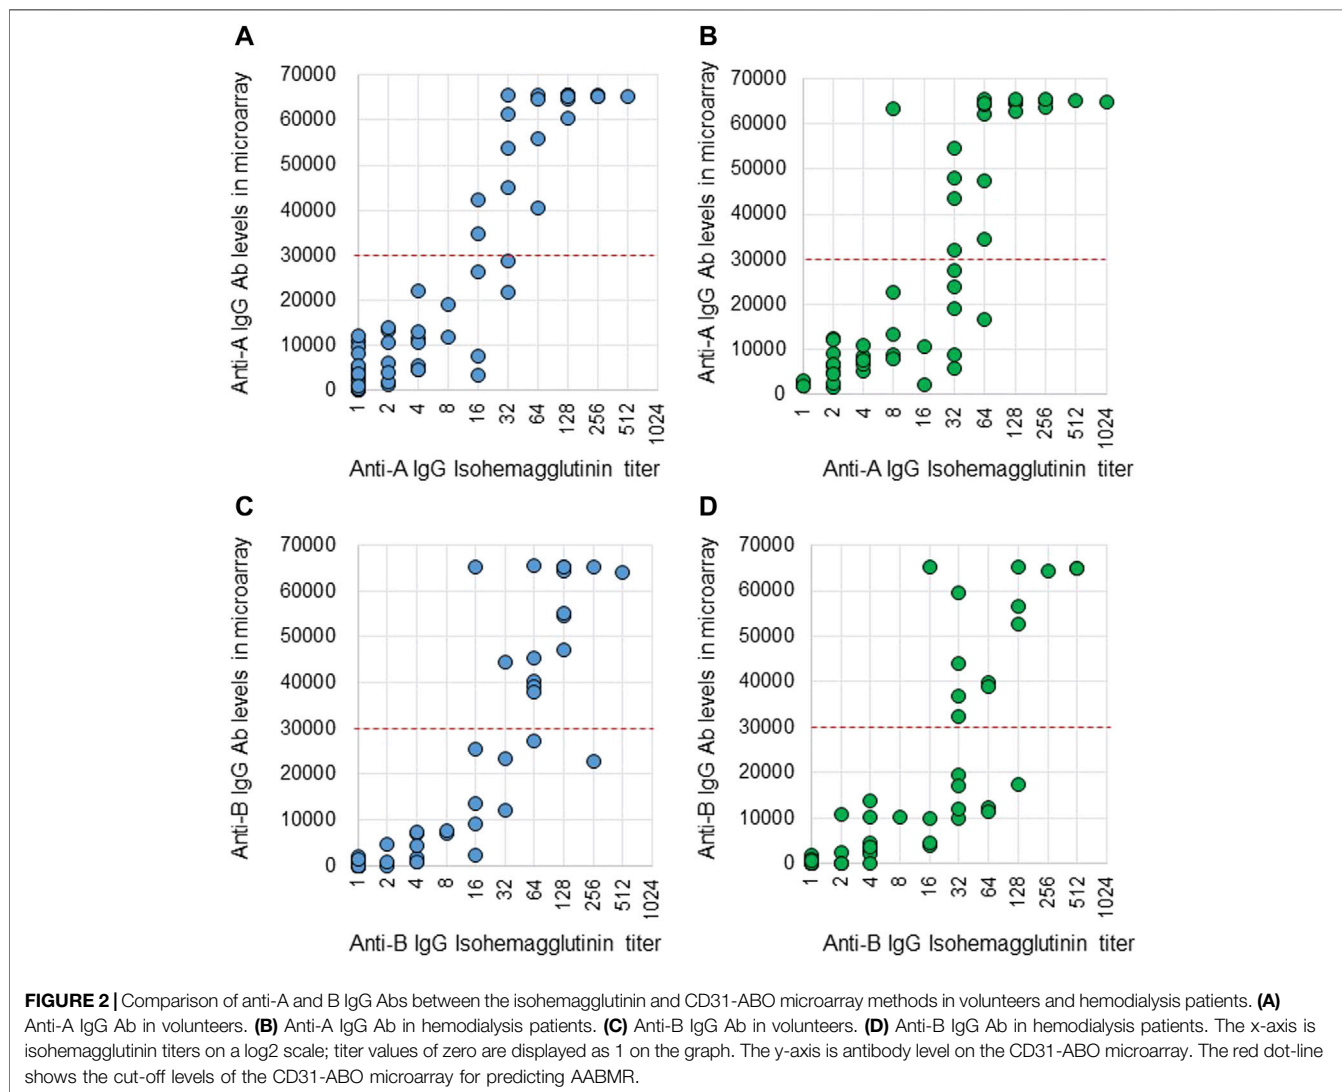 A
Anti-A IgG Ab levels in microarray
70000
60000
50000
40000
30000
20000
10000
0
1 2 4 8 16 32 64 128 256 512 1024
Anti-A IgG Isohemagglutinin titer
B
Anti-A IgG Ab levels in microarray
70000
60000
50000
40000
30000
20000
10000
0
1 2 4 8 16 32 64 128 256 512 1024
Anti-A IgG Isohemagglutinin titer
C
Anti-B IgG Ab levels in microarray
70000
60000
50000
40000
30000
20000
10000
0
1 2 4 8 16 32 64 128 256 512 1024
Anti-B IgG Isohemagglutinin titer
D
Anti-B IgG Ab levels in microarray
70000
60000
50000
40000
30000
20000
10000
0
1 2 4 8 16 32 64 128 256 512 1024
Anti-B IgG Isohemagglutinin titer
FIGURE 2 | Comparison of anti-A and B IgG Abs between the isohemagglutinin and CD31-ABO microarray methods in volunteers and hemodialysis patients. (A)
Anti-A IgG Ab in volunteers. (B) Anti-A IgG Ab in hemodialysis patients. (C) Anti-B IgG Ab in volunteers. (D) Anti-B IgG Ab in hemodialysis patients. The x-axis is
isohemagglutinin titers on a log2 scale; titer values of zero are displayed as 1 on the graph. The y-axis is antibody level on the CD31-ABO microarray. The red dot-line
shows the cut-off levels of the CD31-ABO microarray for predicting AABMR.